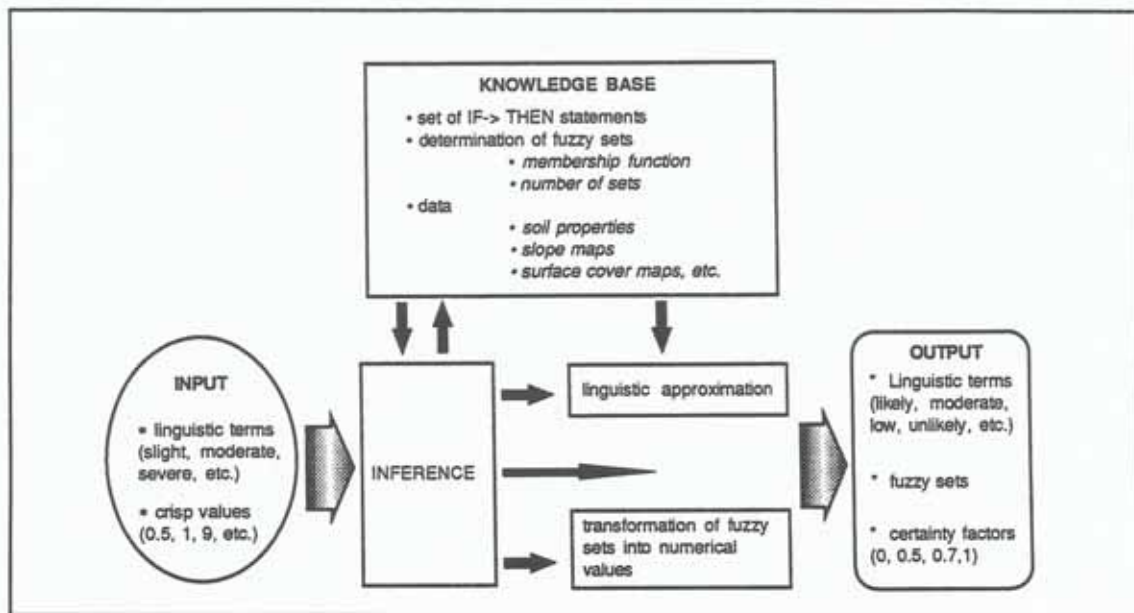 KNOWLEDGE BASE
• set of IF-> THEN statements
• determination of fuzzy sets
• membership function
• number of sets
• data
• soil properties
• slope maps
• surface cover maps, etc.
INPUT
* linguistic terms
(slight, moderate,
severe, etc.)
* crisp values
(0.5, 1, 9, etc.)
INFERENCE
linguistic approximation
transformation of fuzzy
sets into numerical
values
OUTPUT
* Linguistic terms
(likely, moderate,
low, unlikely, etc.)
* fuzzy sets
* certainty factors
(0, 0.5, 0.7,1)